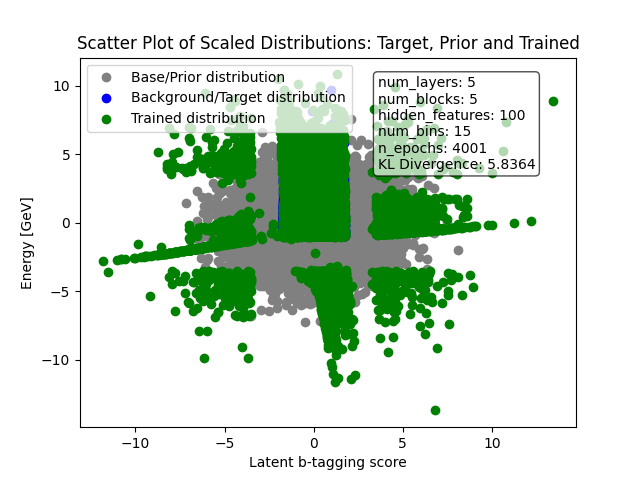 Scatter Plot of Scaled Distributions: Target, Prior and Trained
Base/Prior distribution
Background/Target distribution
Trained distribution
num_layers: 5
num_blocks: 5
hidden_features: 100
num_bins: 15
n_epochs: 4001
KL Divergence: 5.8364
Energy [GeV]
10
5
0
−5
−10
−10
−5
0
5
10
Latent b-tagging score